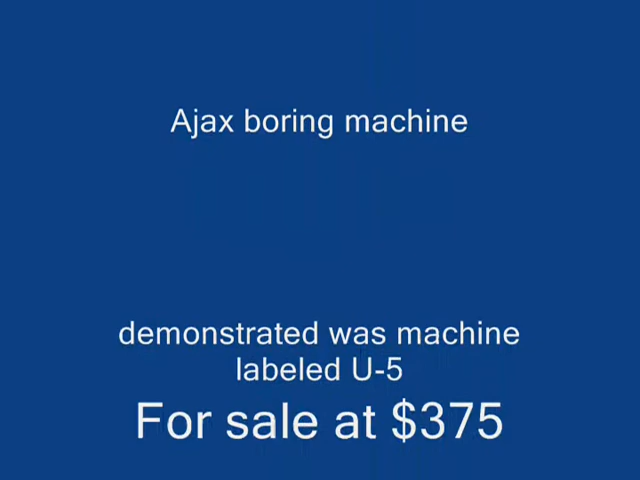 Ajax boring machine
demonstrated was machine
labeled U-5
For sale at $375